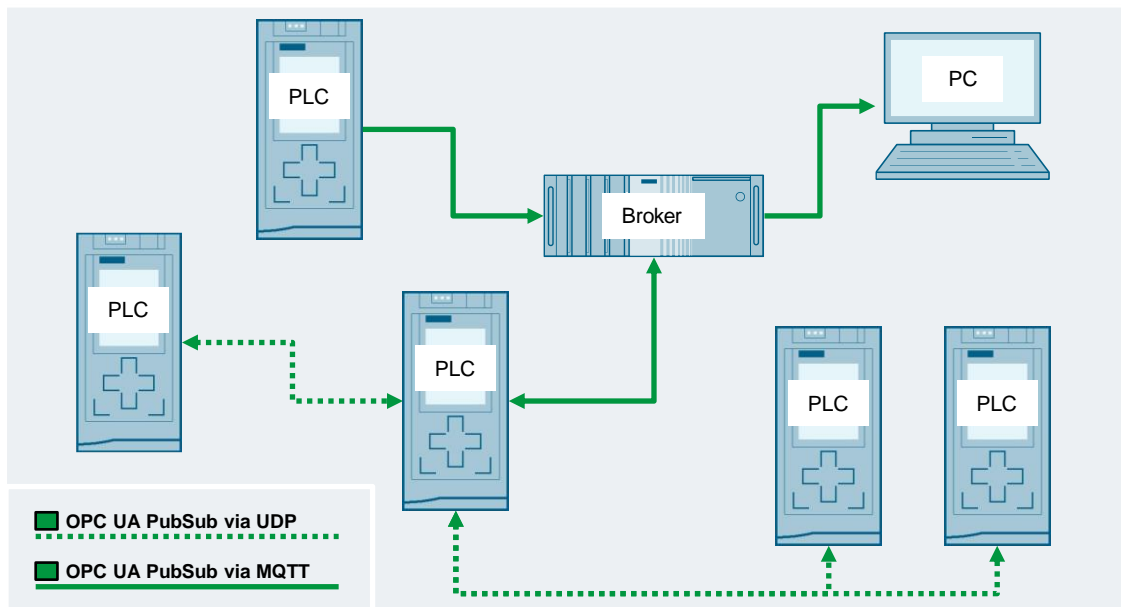 PLC
PC
Broker
PLC
PLC
PLC
PLC
OPC UA PubSub via UDP
OPC UA PubSub via MQTT